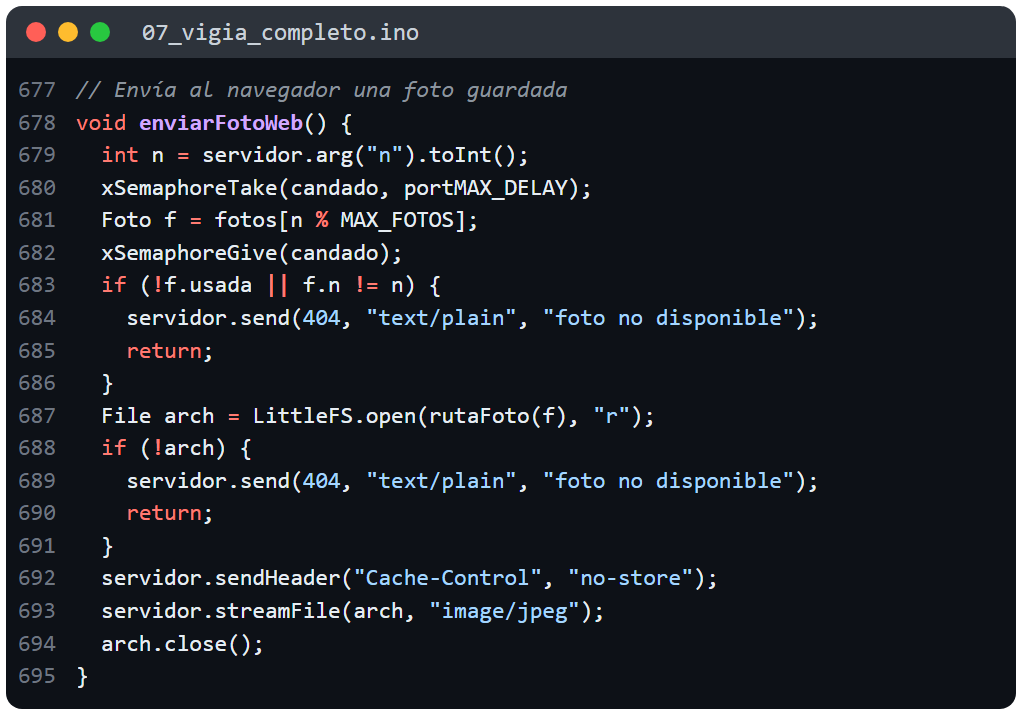 07_vigia_completo.ino
677 // Envía al navegador una foto guardada
678 void enviarFotoWeb() {
679   int n = servidor.arg("n").toInt();
680   xSemaphoreTake(candado, portMAX_DELAY);
681   Foto f = fotos[n % MAX_FOTOS];
682   xSemaphoreGive(candado);
683   if (!f.usada || f.n != n) {
684     servidor.send(404, "text/plain", "foto no disponible");
685     return;
686   }
687   File arch = LittleFS.open(rutaFoto(f), "r");
688   if (!arch) {
689     servidor.send(404, "text/plain", "foto no disponible");
690     return;
691   }
692   servidor.sendHeader("Cache-Control", "no-store");
693   servidor.streamFile(arch, "image/jpeg");
694   arch.close();
695 }